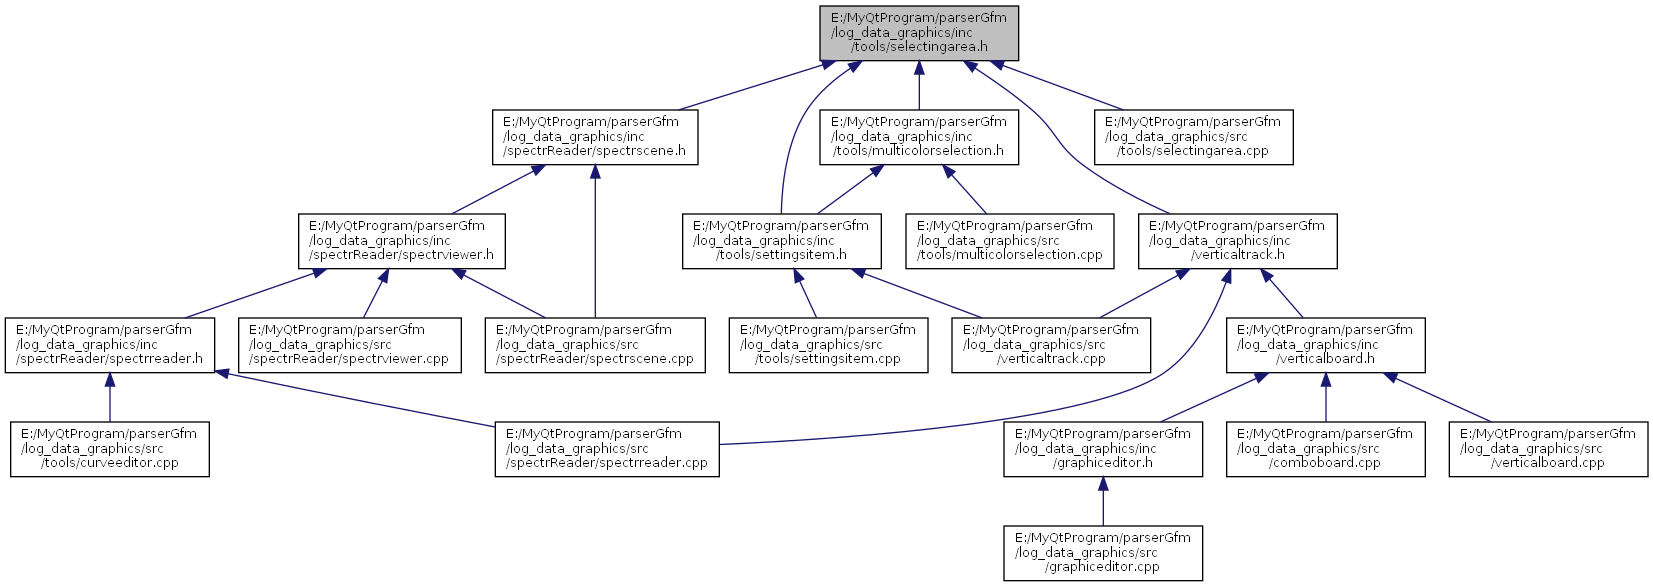 E:/MyQtProgram/parserGfm
/log_data_graphics/inc
/tools/selectingarea.h
E:/MyQtProgram/parserGfm
/log_data_graphics/inc
/spectrReader/spectrscene.h
E:/MyQtProgram/parserGfm
/log_data_graphics/inc
/tools/multicolorselection.h
E:/MyQtProgram/parserGfm
/log_data_graphics/src
/tools/selectingarea.cpp
E:/MyQtProgram/parserGfm
/log_data_graphics/inc
/spectrReader/spectrviewer.h
E:/MyQtProgram/parserGfm
/log_data_graphics/inc
/tools/settingsitem.h
E:/MyQtProgram/parserGfm
/log_data_graphics/src
/tools/multicolorselection.cpp
E:/MyQtProgram/parserGfm
/log_data_graphics/inc
/verticaltrack.h
E:/MyQtProgram/parserGfm
/log_data_graphics/inc
/spectrReader/spectrreader.h
E:/MyQtProgram/parserGfm
/log_data_graphics/src
/spectrReader/spectrviewer.cpp
E:/MyQtProgram/parserGfm
/log_data_graphics/src
/spectrReader/spectrscene.cpp
E:/MyQtProgram/parserGfm
/log_data_graphics/src
/tools/settingsitem.cpp
E:/MyQtProgram/parserGfm
/log_data_graphics/src
/verticaltrack.cpp
E:/MyQtProgram/parserGfm
/log_data_graphics/inc
/verticalboard.h
E:/MyQtProgram/parserGfm
/log_data_graphics/src
/tools/curveeditor.cpp
E:/MyQtProgram/parserGfm
/log_data_graphics/src
/spectrReader/spectrreader.cpp
E:/MyQtProgram/parserGfm
/log_data_graphics/inc
/graphiceditor.h
E:/MyQtProgram/parserGfm
/log_data_graphics/src
/comboboard.cpp
E:/MyQtProgram/parserGfm
/log_data_graphics/src
/verticalboard.cpp
E:/MyQtProgram/parserGfm
/log_data_graphics/src
/graphiceditor.cpp